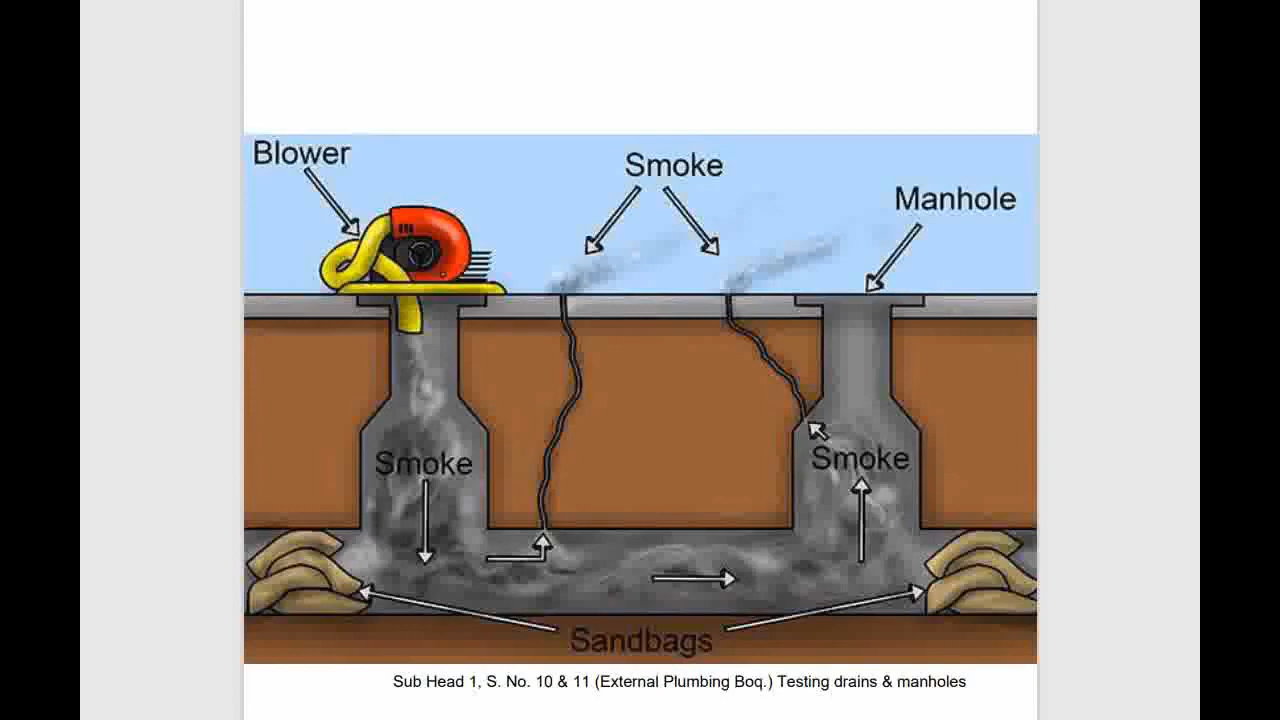 Blower
Smoke
Manhole
Smoke
Smoke
Sandbags
Sub Head 1, S. No. 10 & 11 (External Plumbing Boq.) Testing drains & manholes